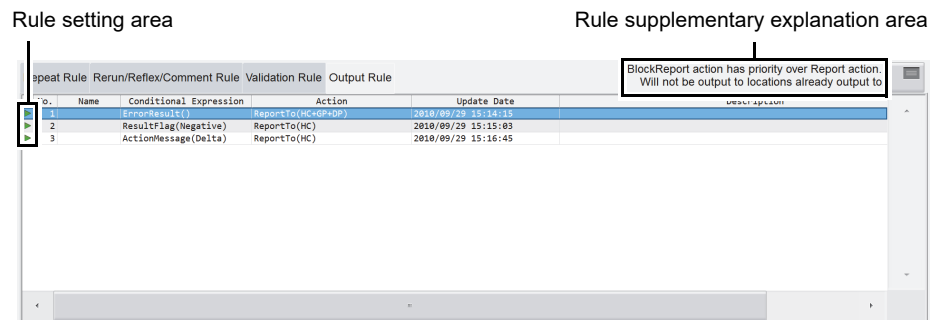 Rule setting area
Rule supplementary explanation area
epeat Rule Rerun/Reflex/Comment Rule Validation Rule Output Rule
BlockReport action has priority over Report action.
Will not be output to locations already output to
o. Name Conditional Expression Action Update Date Description
1 ErrorResult() ReportTo(HC+GP+DP) 2010/09/29 15:14:15
2 ResultFlag(Negative) ReportTo(HC) 2010/09/29 15:15:03
3 ActionMessage(Delta) ReportTo(HC) 2010/09/29 15:16:45